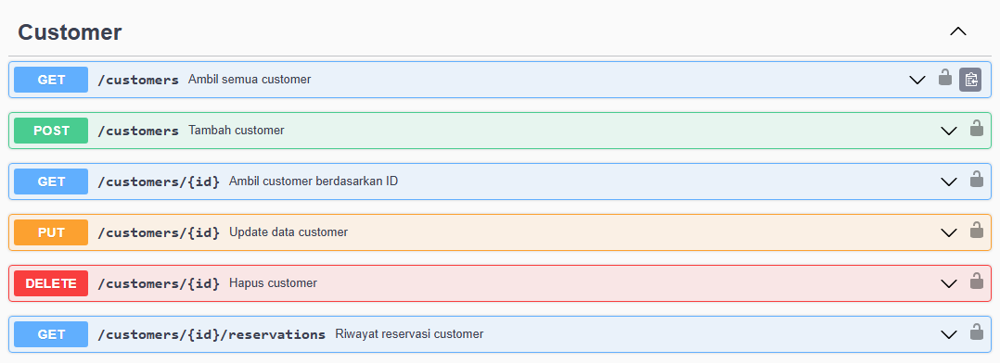 Customer
GET /customers Ambil semua customer
POST /customers Tambah customer
GET /customers/{id} Ambil customer berdasarkan ID
PUT /customers/{id} Update data customer
DELETE /customers/{id} Hapus customer
GET /customers/{id}/reservations Riwayat reservasi customer